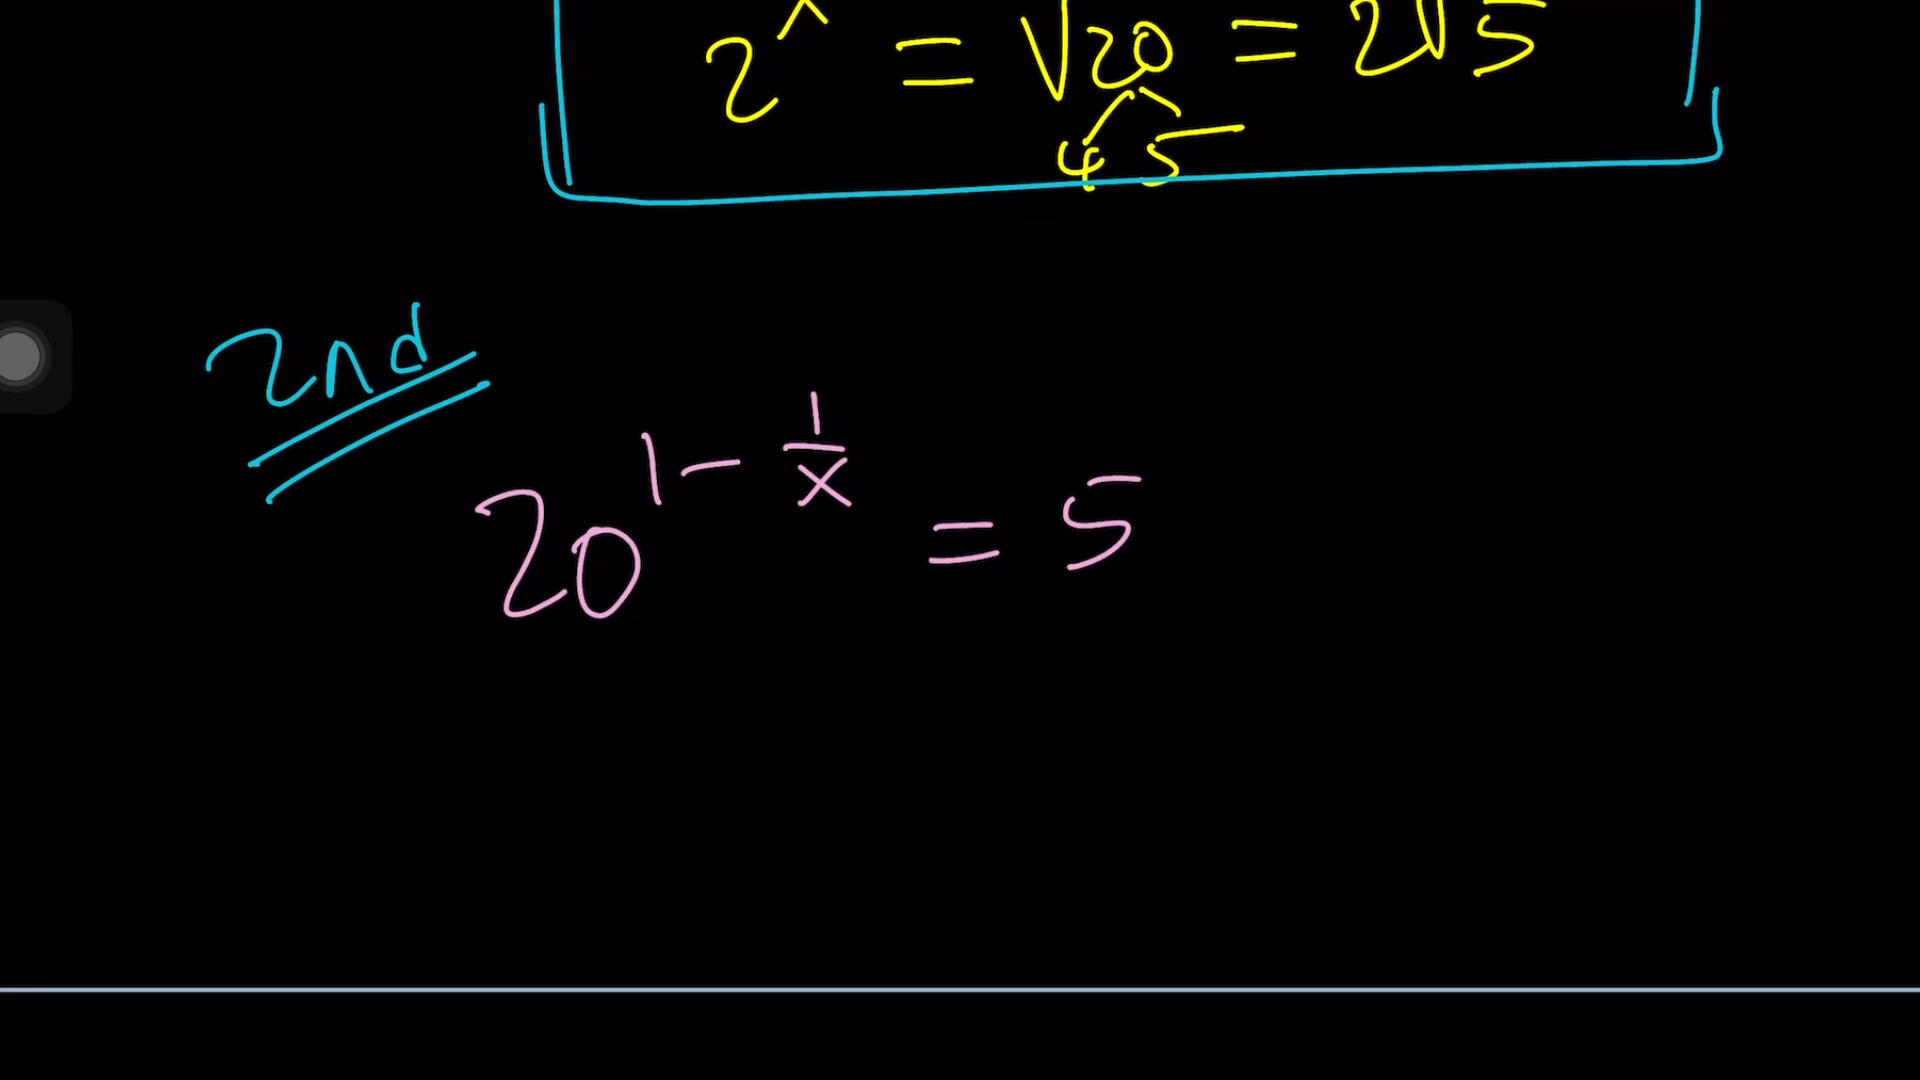 2^x = √20 = 2√5
4 5
2nd
20^(1 - 1/x) = 5